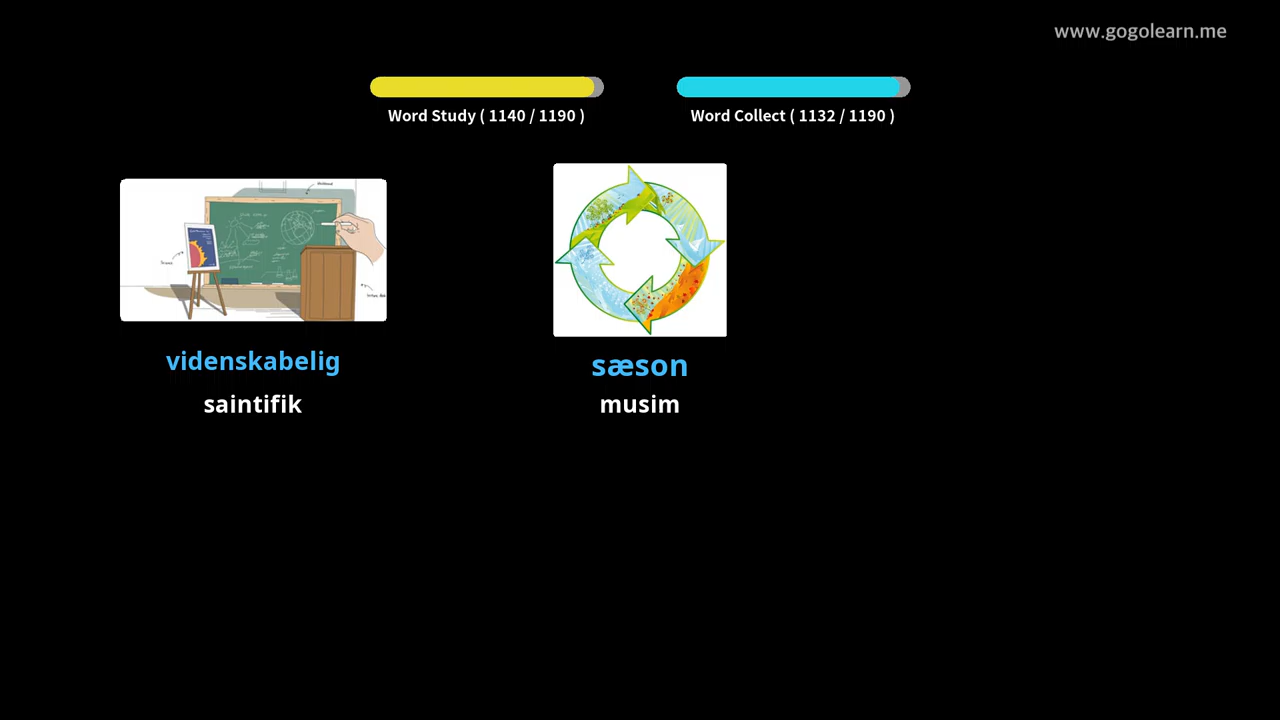 www.gogolearn.me
Word Study ( 1140 / 1190 )
Word Collect ( 1132 / 1190 )
videnskabelig
sæson
saintifik
musim